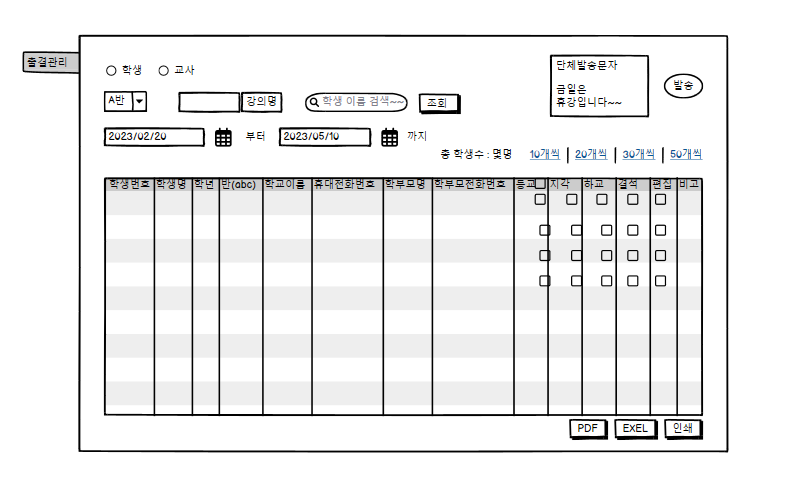 출결관리
학생 교사
단체발송문자
금일은
휴강입니다~~
발송
A반 강의명 학생 이름 검색~~ 조회
2023/02/20 부터 2023/05/10 까지
총 학생수 : 몇명 10개씩 20개씩 30개씩 50개씩
학생번호 학생명 학년 반(abc) 학교이름 휴대전화번호 학부모명 학부모전화번호 등교 지각 하교 결석 편집 비고
PDF EXEL 인쇄